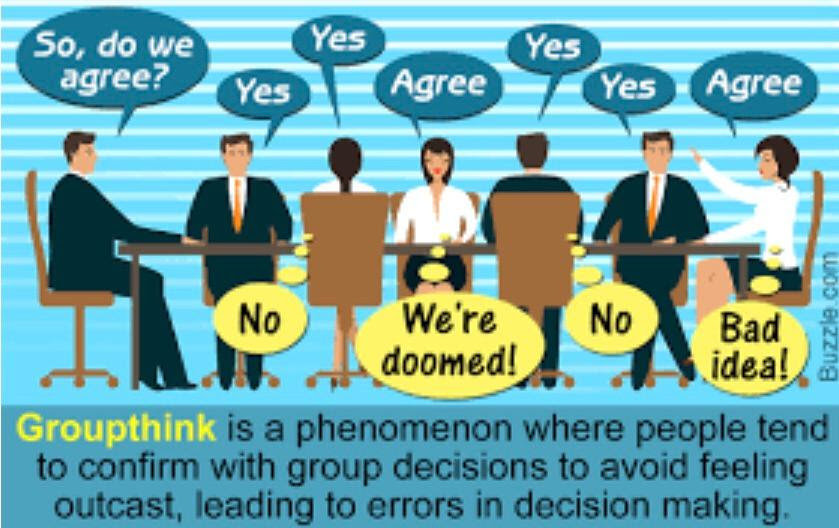 So, do we
agree?
Yes
Yes
Agree
Yes
Yes
Agree
No
We're
doomed!
No
Bad
idea!
Buzzle.com
Groupthink is a phenomenon where people tend
to confirm with group decisions to avoid feeling
outcast, leading to errors in decision making.